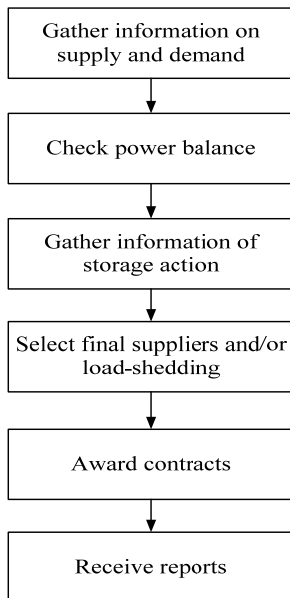 Gather information on
supply and demand
Check power balance
Gather information of
storage action
Select final suppliers and/or
load-shedding
Award contracts
Receive reports